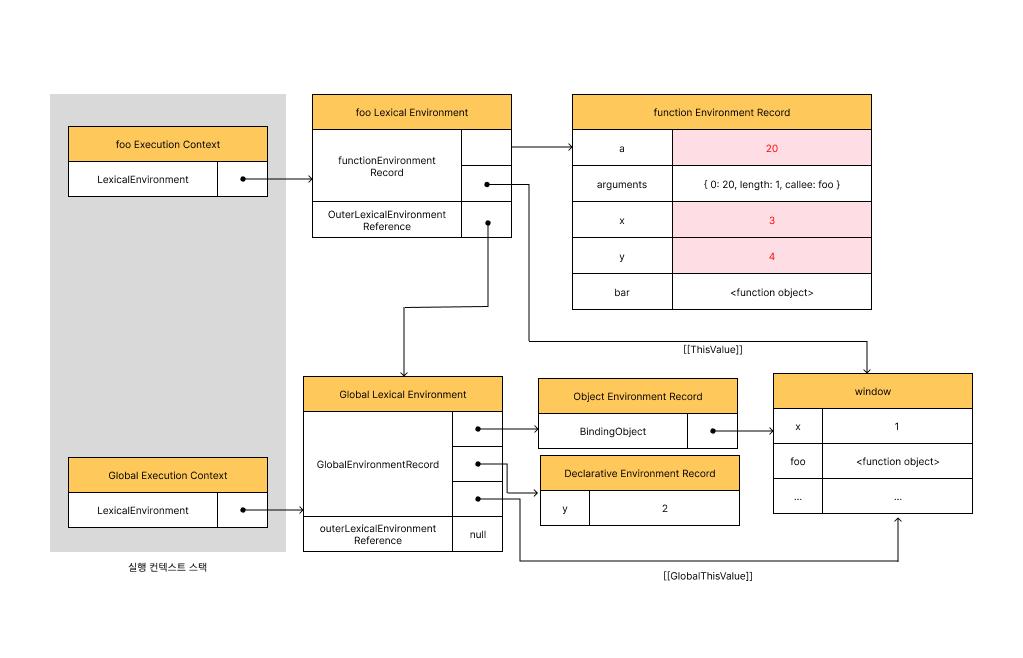 foo Execution Context
LexicalEnvironment
foo Lexical Environment
functionEnvironment
Record
OuterLexicalEnvironment
Reference
function Environment Record
a
20
arguments
{ 0: 20, length: 1, callee: foo }
x
3
y
4
bar
<function object>
[[ThisValue]]
Global Execution Context
LexicalEnvironment
실행 컨텍스트 스택
Global Lexical Environment
GlobalEnvironmentRecord
outerLexicalEnvironment
Reference
null
Object Environment Record
BindingObject
Declarative Environment Record
y
2
window
x
1
foo
<function object>
...
...
[[GlobalThisValue]]